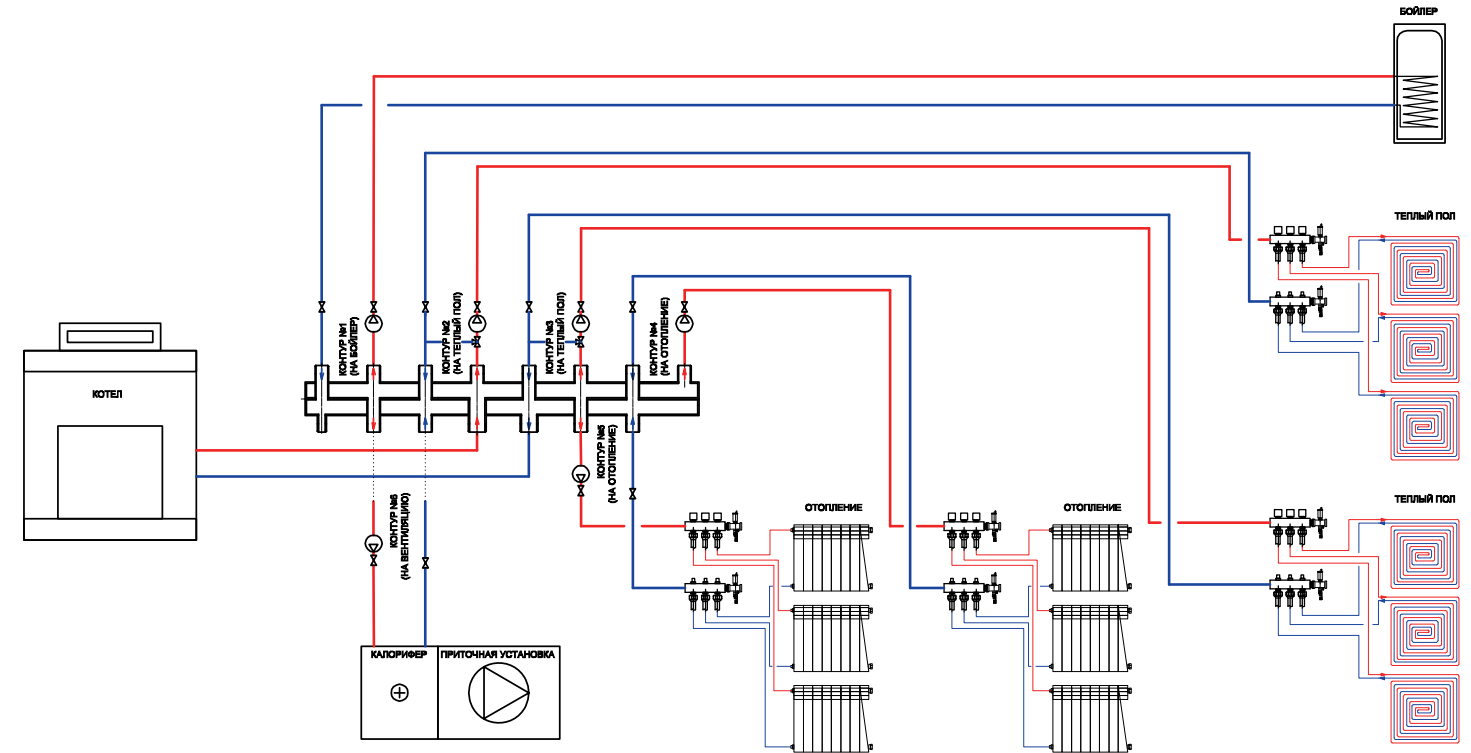 БОЙЛЕР
ТЕПЛЫЙ ПОЛ
КОНТУР №1
(НА БОЙЛЕР)
КОНТУР №2
(НА ТЕПЛЫЙ ПОЛ)
КОНТУР №3
(НА ТЕПЛЫЙ ПОЛ)
КОНТУР №4
(НА ОТОПЛЕНИЕ)
КОТЕЛ
КОНТУР №5
(НА ОТОПЛЕНИЕ)
КОНТУР №6
(НА ВЕНТИЛЯЦИЮ)
ОТОПЛЕНИЕ
ОТОПЛЕНИЕ
ТЕПЛЫЙ ПОЛ
КАЛОРИФЕР
ПРИТОЧНАЯ УСТАНОВКА